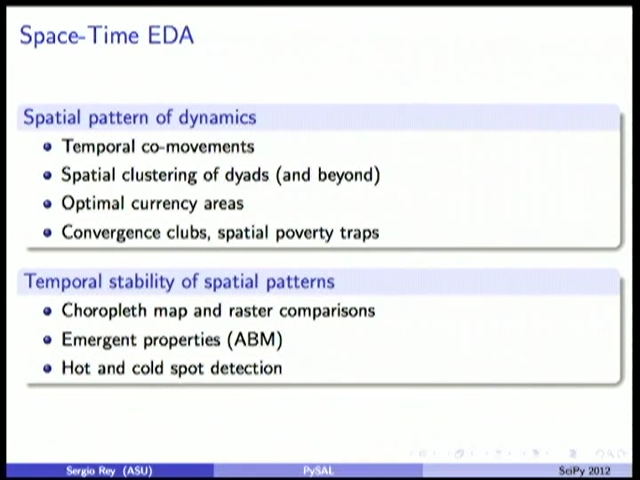 Space-Time EDA
Spatial pattern of dynamics
Temporal co-movements
Spatial clustering of dyads (and beyond)
Optimal currency areas
Convergence clubs, spatial poverty traps
Temporal stability of spatial patterns
Choropleth map and raster comparisons
Emergent properties (ABM)
Hot and cold spot detection
Sergio Rey (ASU) PySAL SciPy 2012